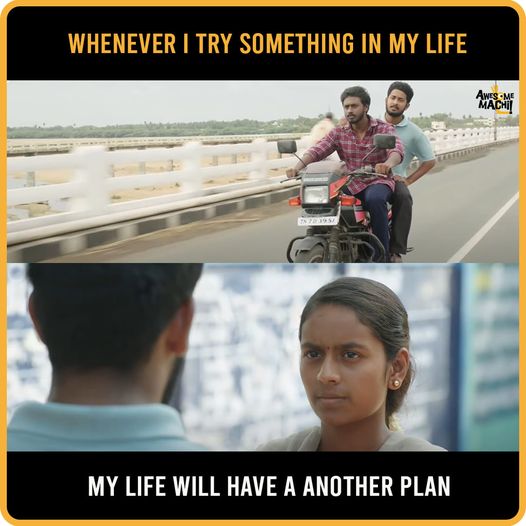 WHENEVER I TRY SOMETHING IN MY LIFE
AWESOME
MACHI!
MY LIFE WILL HAVE A ANOTHER PLAN